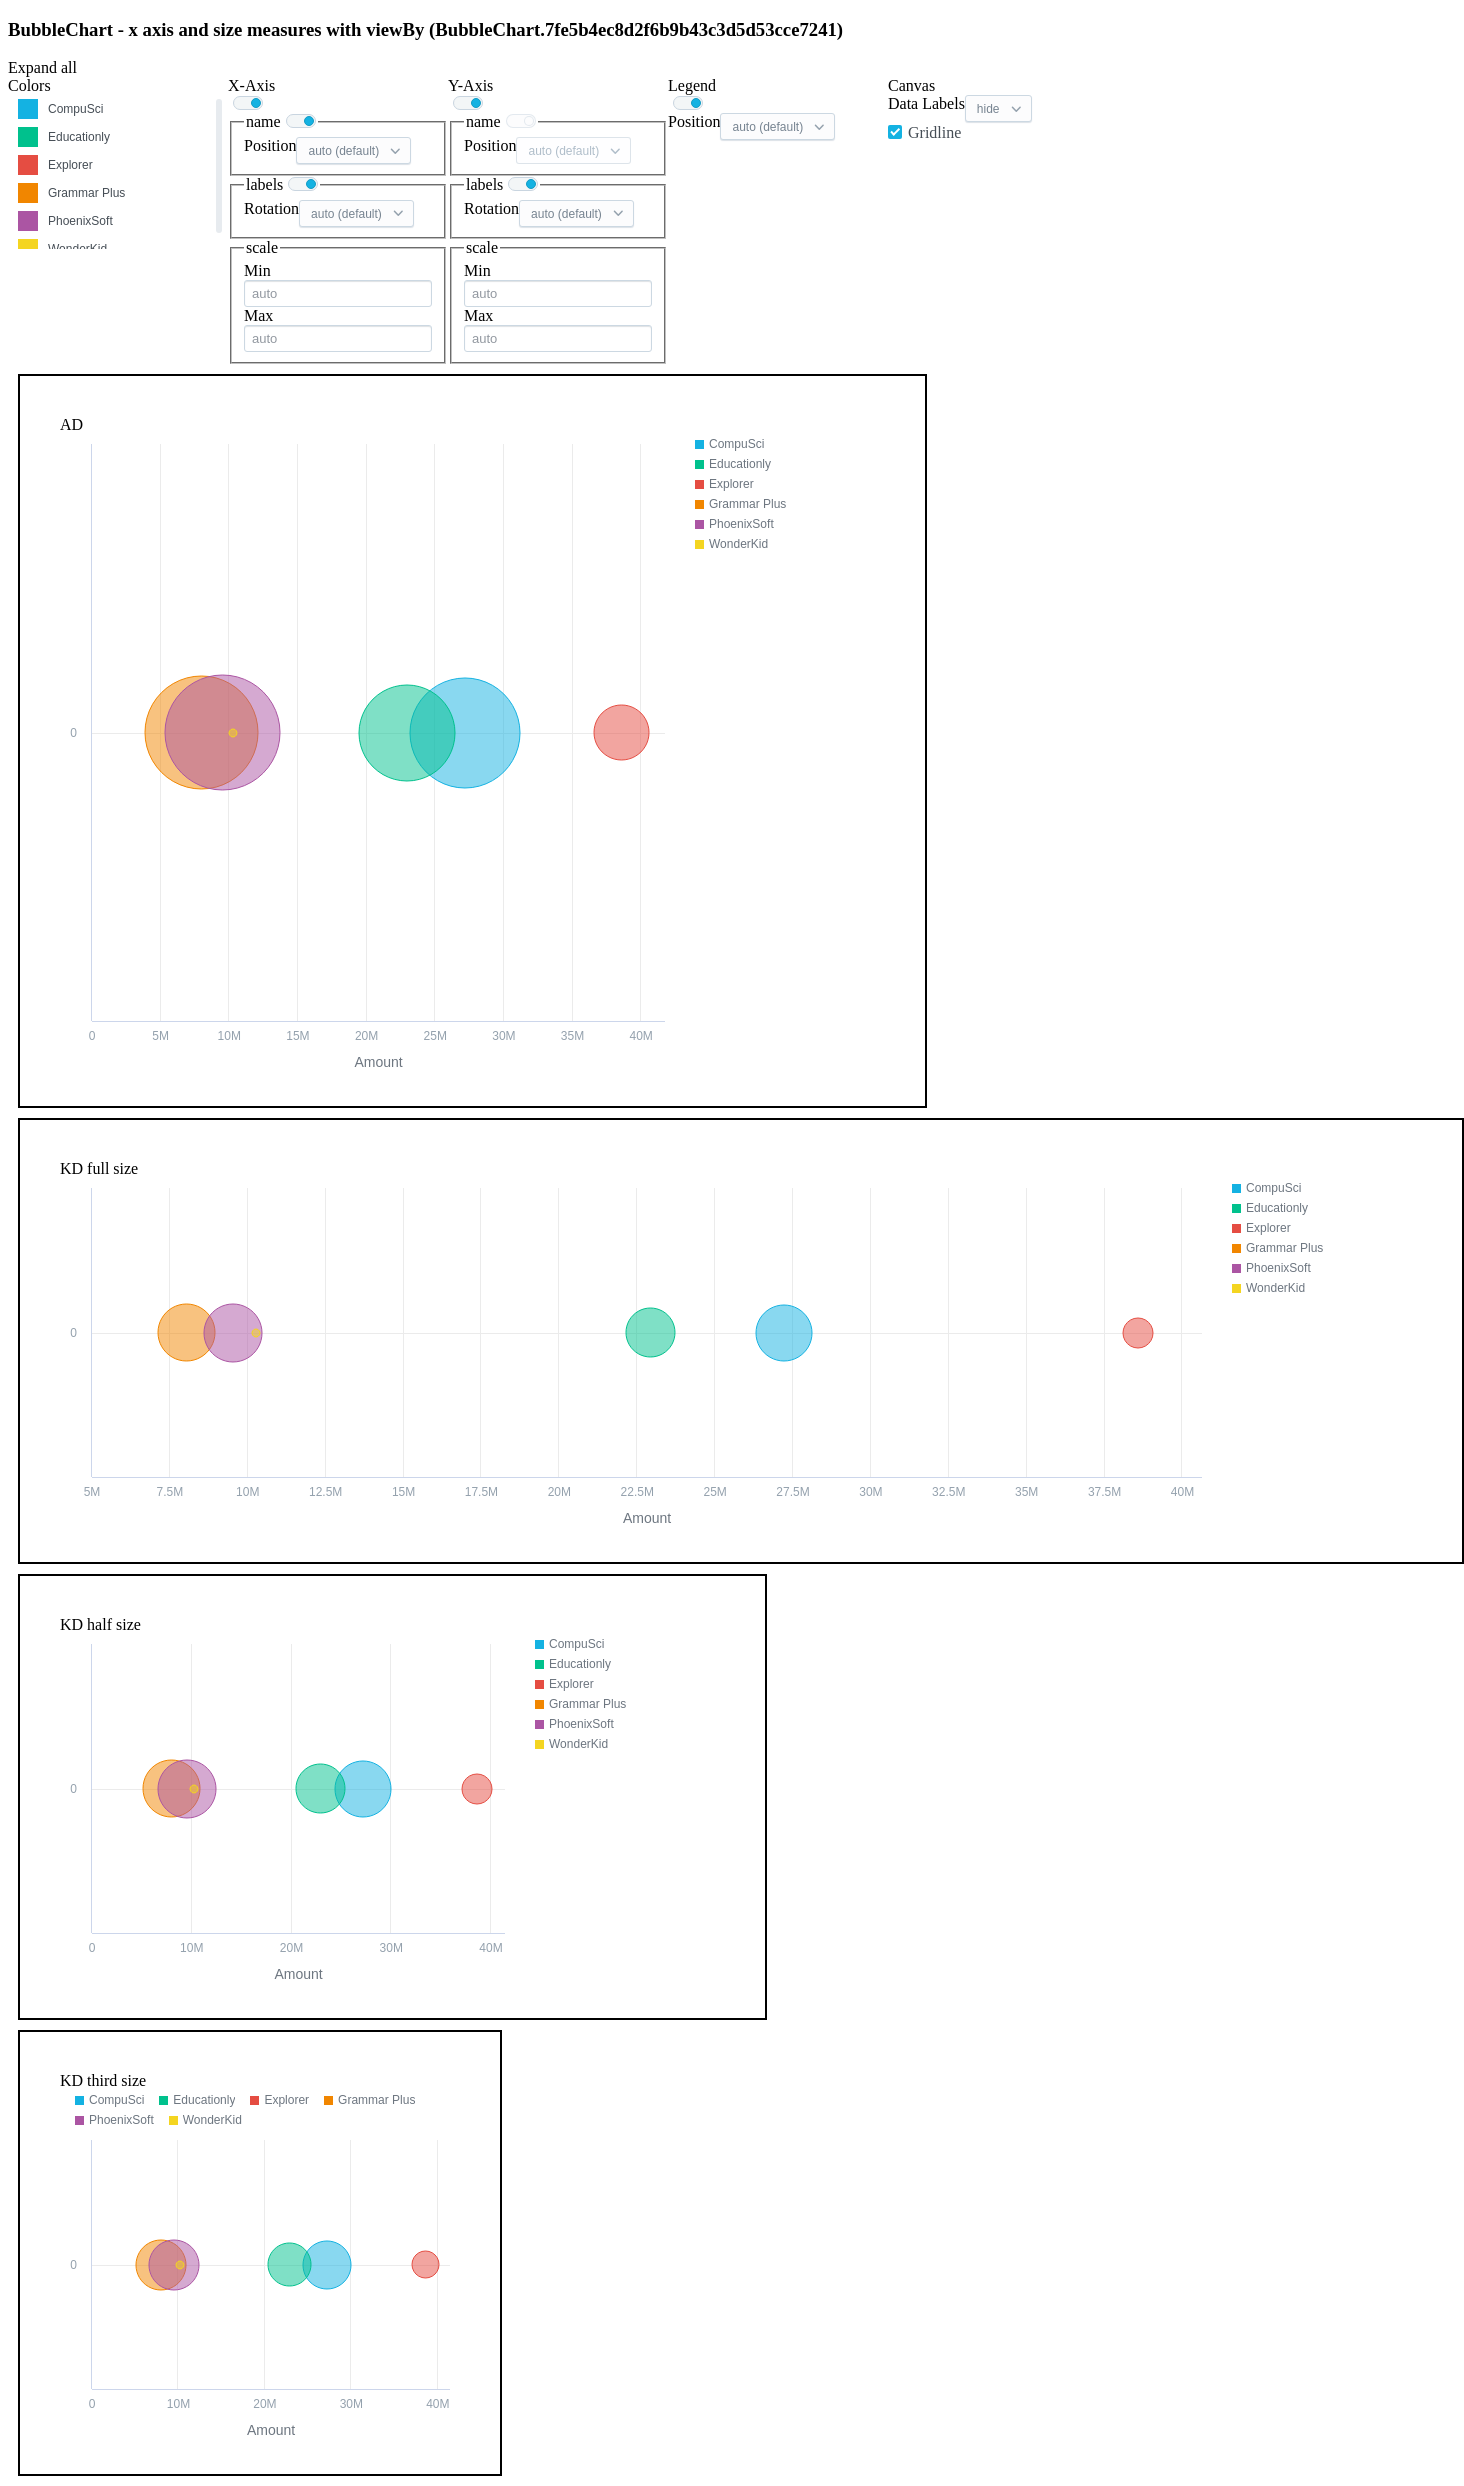 BubbleChart - x axis and size measures with viewBy (BubbleChart.7fe5b4ec8d2f6b9b43c3d5d53cce7241)
Expand all
Colors
CompuSci
Educationly
Explorer
Grammar Plus
PhoenixSoft
WonderKid
X-Axis
name
Position auto (default)
labels
Rotation auto (default)
scale
Min
auto
Max
auto
Y-Axis
name
Position auto (default)
labels
Rotation auto (default)
scale
Min
auto
Max
auto
Legend
Position auto (default)
Canvas
Data Labels hide
Gridline
AD
CompuSci
Educationly
Explorer
Grammar Plus
PhoenixSoft
WonderKid
0
0 5M 10M 15M 20M 25M 30M 35M 40M
Amount
KD full size
CompuSci
Educationly
Explorer
Grammar Plus
PhoenixSoft
WonderKid
0
5M 7.5M 10M 12.5M 15M 17.5M 20M 22.5M 25M 27.5M 30M 32.5M 35M 37.5M 40M
Amount
KD half size
CompuSci
Educationly
Explorer
Grammar Plus
PhoenixSoft
WonderKid
0
0 10M 20M 30M 40M
Amount
KD third size
CompuSci Educationly Explorer Grammar Plus
PhoenixSoft WonderKid
0
0 10M 20M 30M 40M
Amount